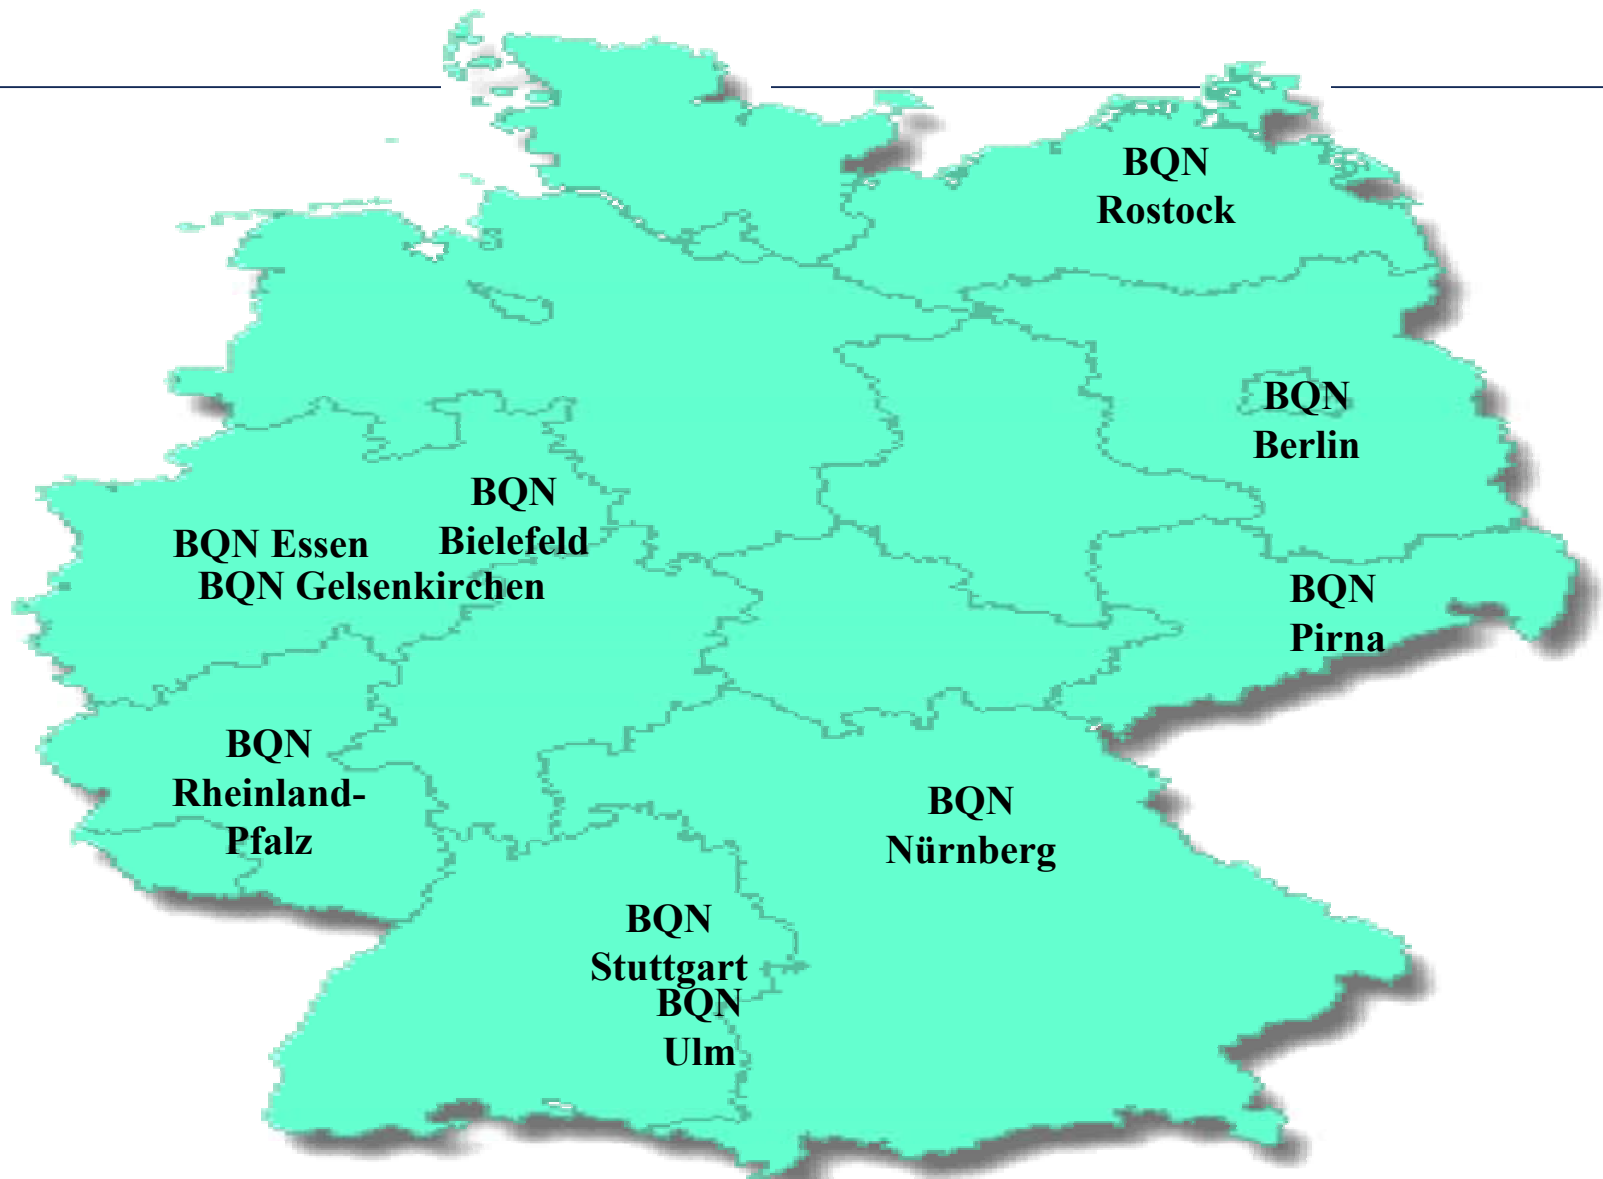 BQN
Rostock
BQN
Berlin
BQN
Bielefeld
BQN Essen
BQN Gelsenkirchen
BQN
Pirna
BQN
Rheinland-
Pfalz
BQN
Nürnberg
BQN
Stuttgart
BQN
Ulm